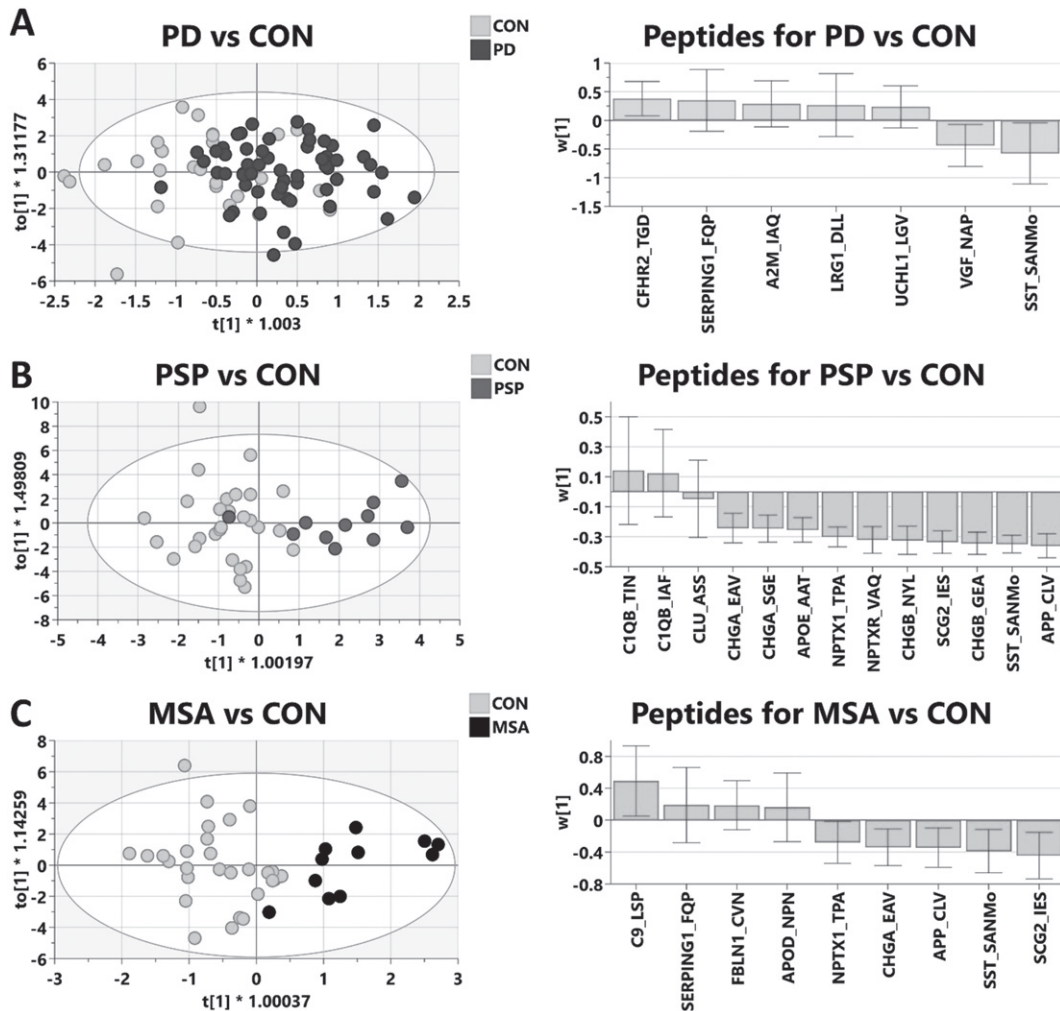 A
PD vs CON
CON
PD
to[1] * 1.31177
6
4
2
0
-2
-4
-6
-2.5
-2
-1.5
-1
-0.5
0
0.5
1
1.5
2
2.5
t[1] * 1.003
Peptides for PD vs CON
w[1]
1
0.5
0
-0.5
-1
-1.5
CFHR2_TGD
SERPING1_FQP
A2M_IAQ
LRG1_DLL
UCHL1_LGV
VGF_NAP
SST_SANMo
B
PSP vs CON
CON
PSP
to[1] * 1.49809
10
8
6
4
2
0
-2
-4
-6
-8
-5
-4
-3
-2
-1
0
1
2
3
4
5
t[1] * 1.00197
Peptides for PSP vs CON
w[1]
0.5
0.3
0.1
-0.1
-0.3
-0.5
C1QB_TIN
C1QB_IAF
CLU_ASS
CHGA_EAV
CHGA_SGE
APOE_AAT
NPTX1_TPA
NPTXR_VAQ
CHGB_NYL
SCG2_IES
CHGB_GEA
SST_SANMo
APP_CLV
C
MSA vs CON
CON
MSA
to[1] * 1.14259
8
6
4
2
0
-2
-4
-6
-3
-2
-1
0
1
2
3
t[1] * 1.00037
Peptides for MSA vs CON
w[1]
0.8
0.4
0
-0.4
-0.8
C9_LSP
SERPING1_FQP
FBLN1_CVN
APOD_NPN
NPTX1_TPA
CHGA_EAV
APP_CLV
SST_SANMo
SCG2_IES